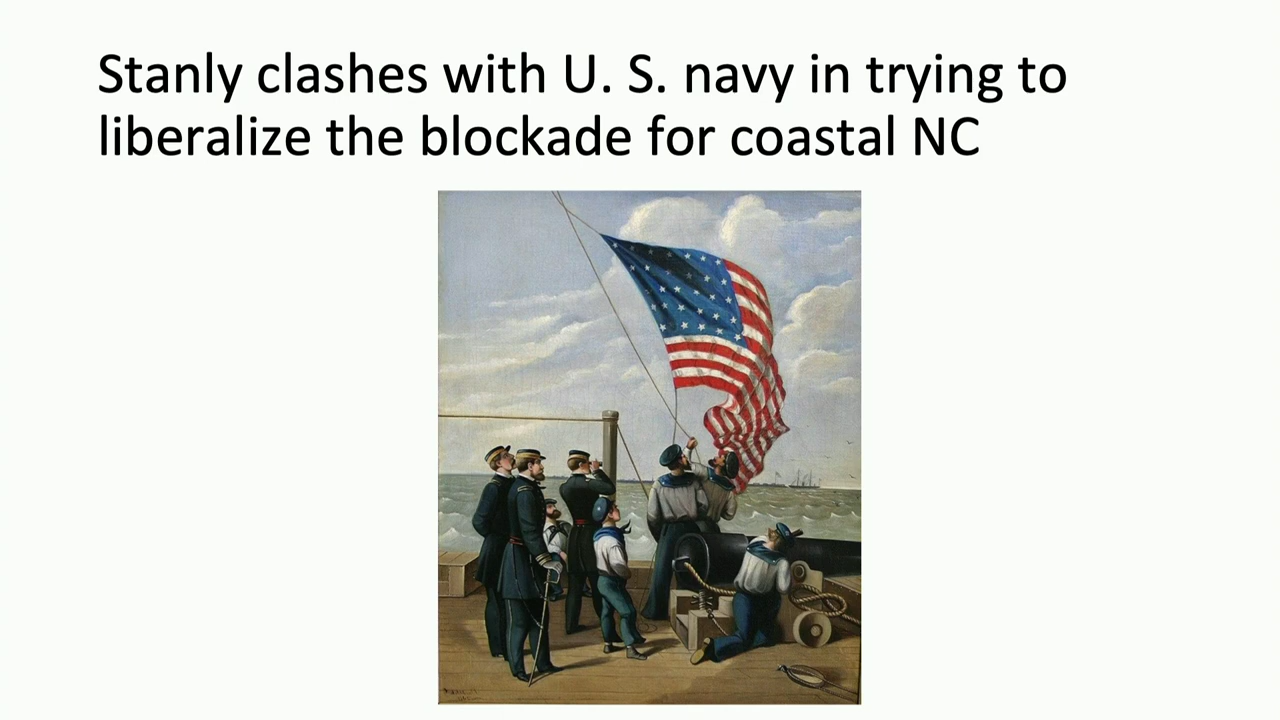 Stanly clashes with U. S. navy in trying to
liberalize the blockade for coastal NC